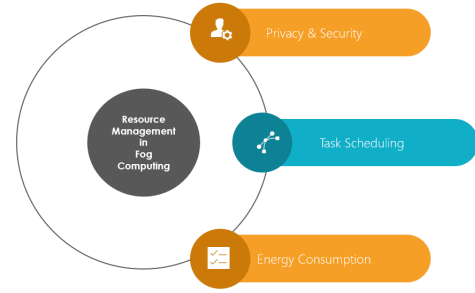 Privacy & Security
Resource
Management
in
Fog
Computing
Task Scheduling
Energy Consumption